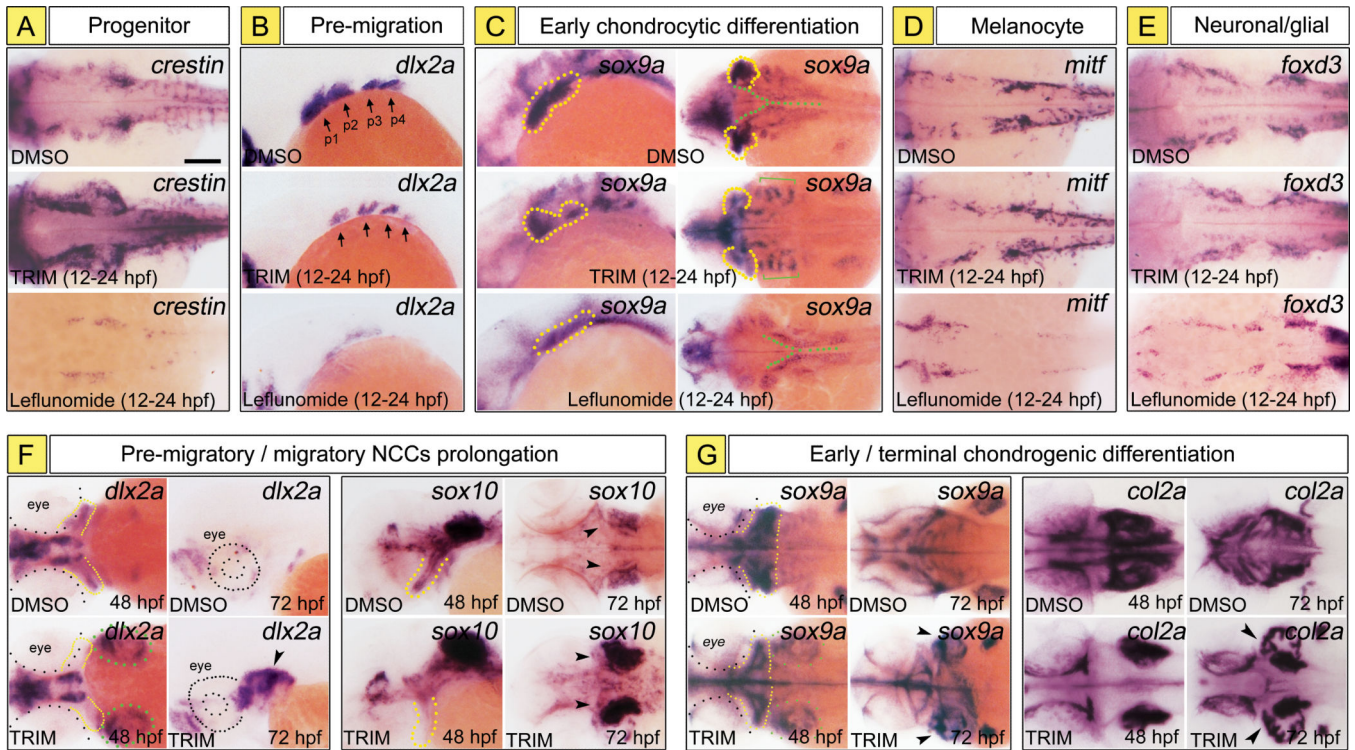 A Progenitor
crestin
DMSO
crestin
TRIM (12-24 hpf)
crestin
Leflunomide (12-24 hpf)
B Pre-migration
dlx2a
p1 p2 p3 p4
DMSO
dlx2a
TRIM (12-24 hpf)
dlx2a
Leflunomide (12-24 hpf)
C Early chondrocytic differentiation
sox9a sox9a
DMSO
sox9a sox9a
TRIM (12-24 hpf)
sox9a sox9a
Leflunomide (12-24 hpf)
D Melanocyte
mitf
DMSO
mitf
TRIM (12-24 hpf)
mitf
Leflunomide (12-24 hpf)
E Neuronal/glial
foxd3
DMSO
foxd3
TRIM (12-24 hpf)
foxd3
Leflunomide (12-24 hpf)
F Pre-migratory / migratory NCCs prolongation
dlx2a dlx2a sox10 sox10
eye eye
DMSO 48 hpf DMSO 72 hpf DMSO 48 hpf DMSO 72 hpf
dlx2a dlx2a sox10 sox10
eye eye
TRIM 48 hpf TRIM 72 hpf TRIM 48 hpf TRIM 72 hpf
G Early / terminal chondrogenic differentiation
sox9a sox9a col2a col2a
eye
DMSO 48 hpf DMSO 72 hpf DMSO 48 hpf DMSO 72 hpf
sox9a sox9a col2a col2a
eye
TRIM 48 hpf TRIM 72 hpf TRIM 48 hpf TRIM 72 hpf